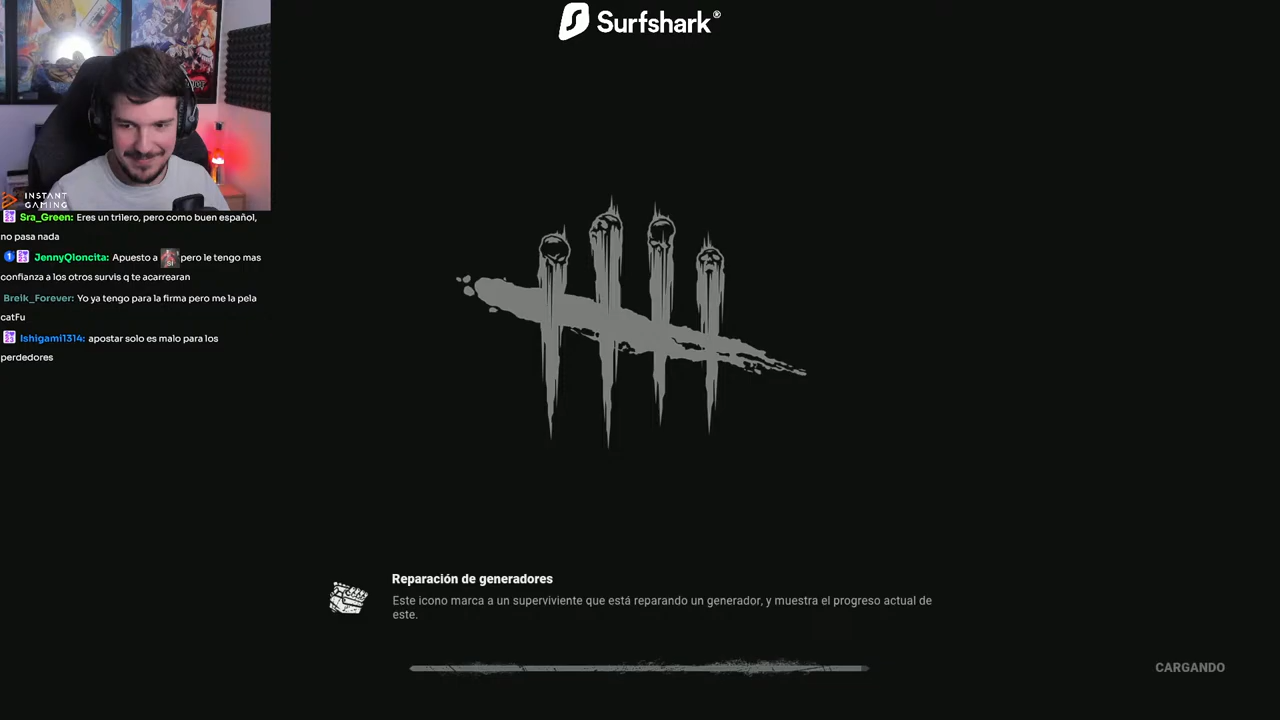 Surfshark®
INSTANT
GAMING
Sra_Green: Eres un trilero, pero como buen español,
no pasa nada
1 JennyQloncita: Apuesto a pero le tengo mas
confianza a los otros survis q te acarrearan
Breik_Forever: Yo ya tengo para la firma pero me la pela
catFu
Ishigami1314: apostar solo es malo para los
perdedores
Reparación de generadores
Este icono marca a un superviviente que está reparando un generador, y muestra el progreso actual de
este.
CARGANDO